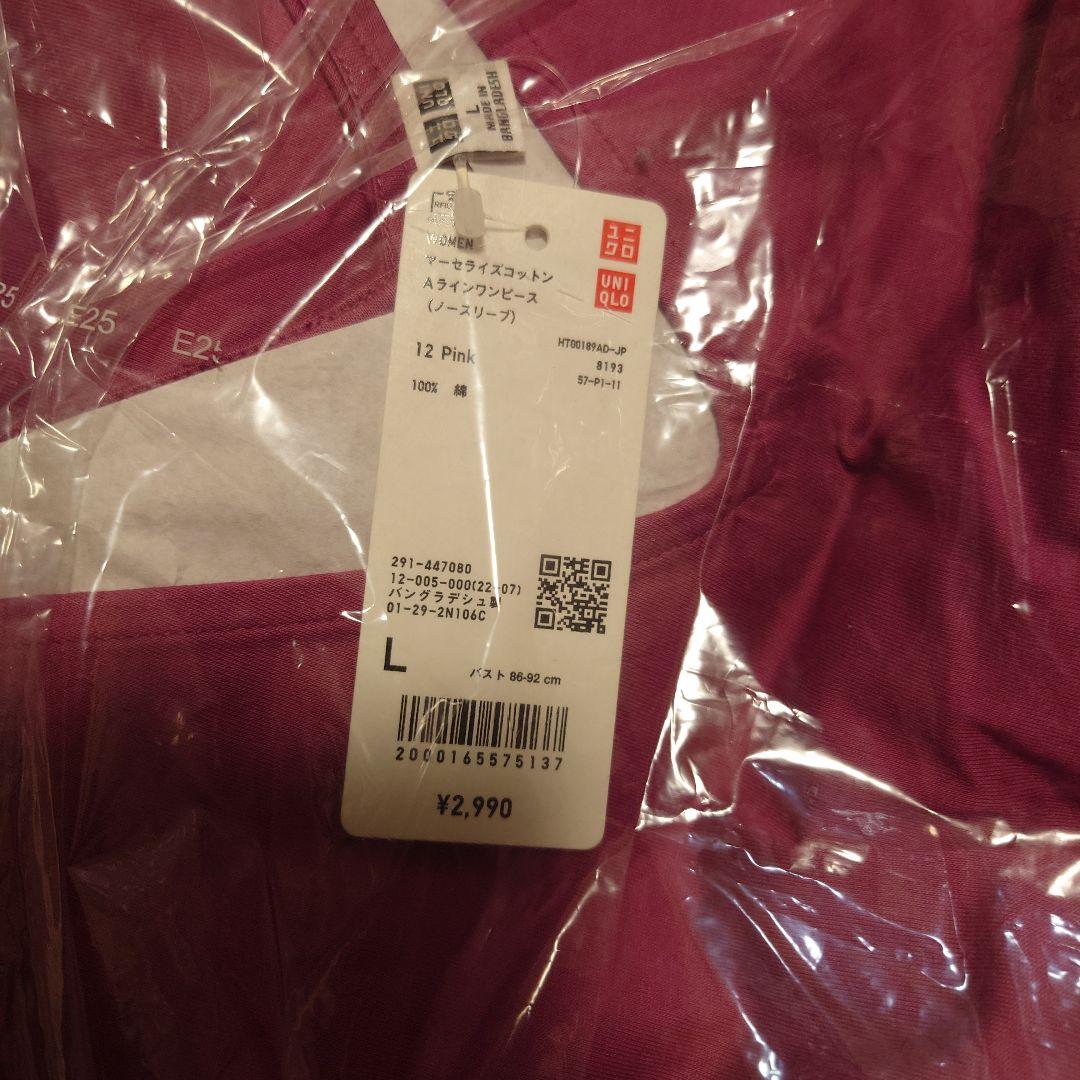 L
MADE IN
BANGLADESH
RFID
WOMEN
マーセライズコットン
Aラインワンピース
(ノースリーブ)
ユニ
クロ
UNI
QLO
12 Pink
100% 綿
HT00189AD-JP
8193
57-P1-11
E25
291-447080
12-005-000(22-07)
バングラデシュ製
01-29-2N106C
L
バスト 86-92 cm
2000165575137
¥2,990